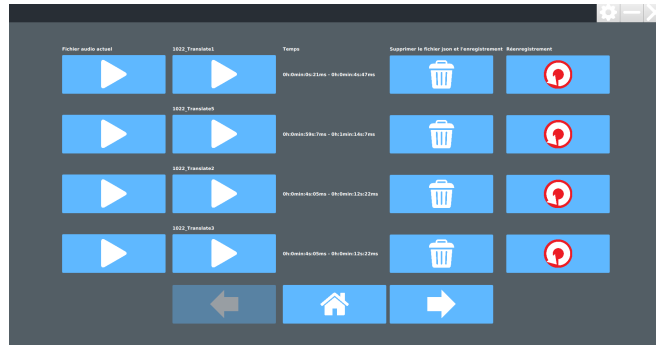 Fichier audio actuel 1022_Translate1 Temps Supprimer le fichier json et l'enregistrement Réenregistrement
0h:0min:0s:21ms - 0h:0min:4s:47ms
1022_Translate5
0h:0min:59s:7ms - 0h:1min:14s:7ms
1022_Translate2
0h:0min:4s:05ms - 0h:0min:12s:22ms
1022_Translate3
0h:0min:4s:05ms - 0h:0min:12s:22ms